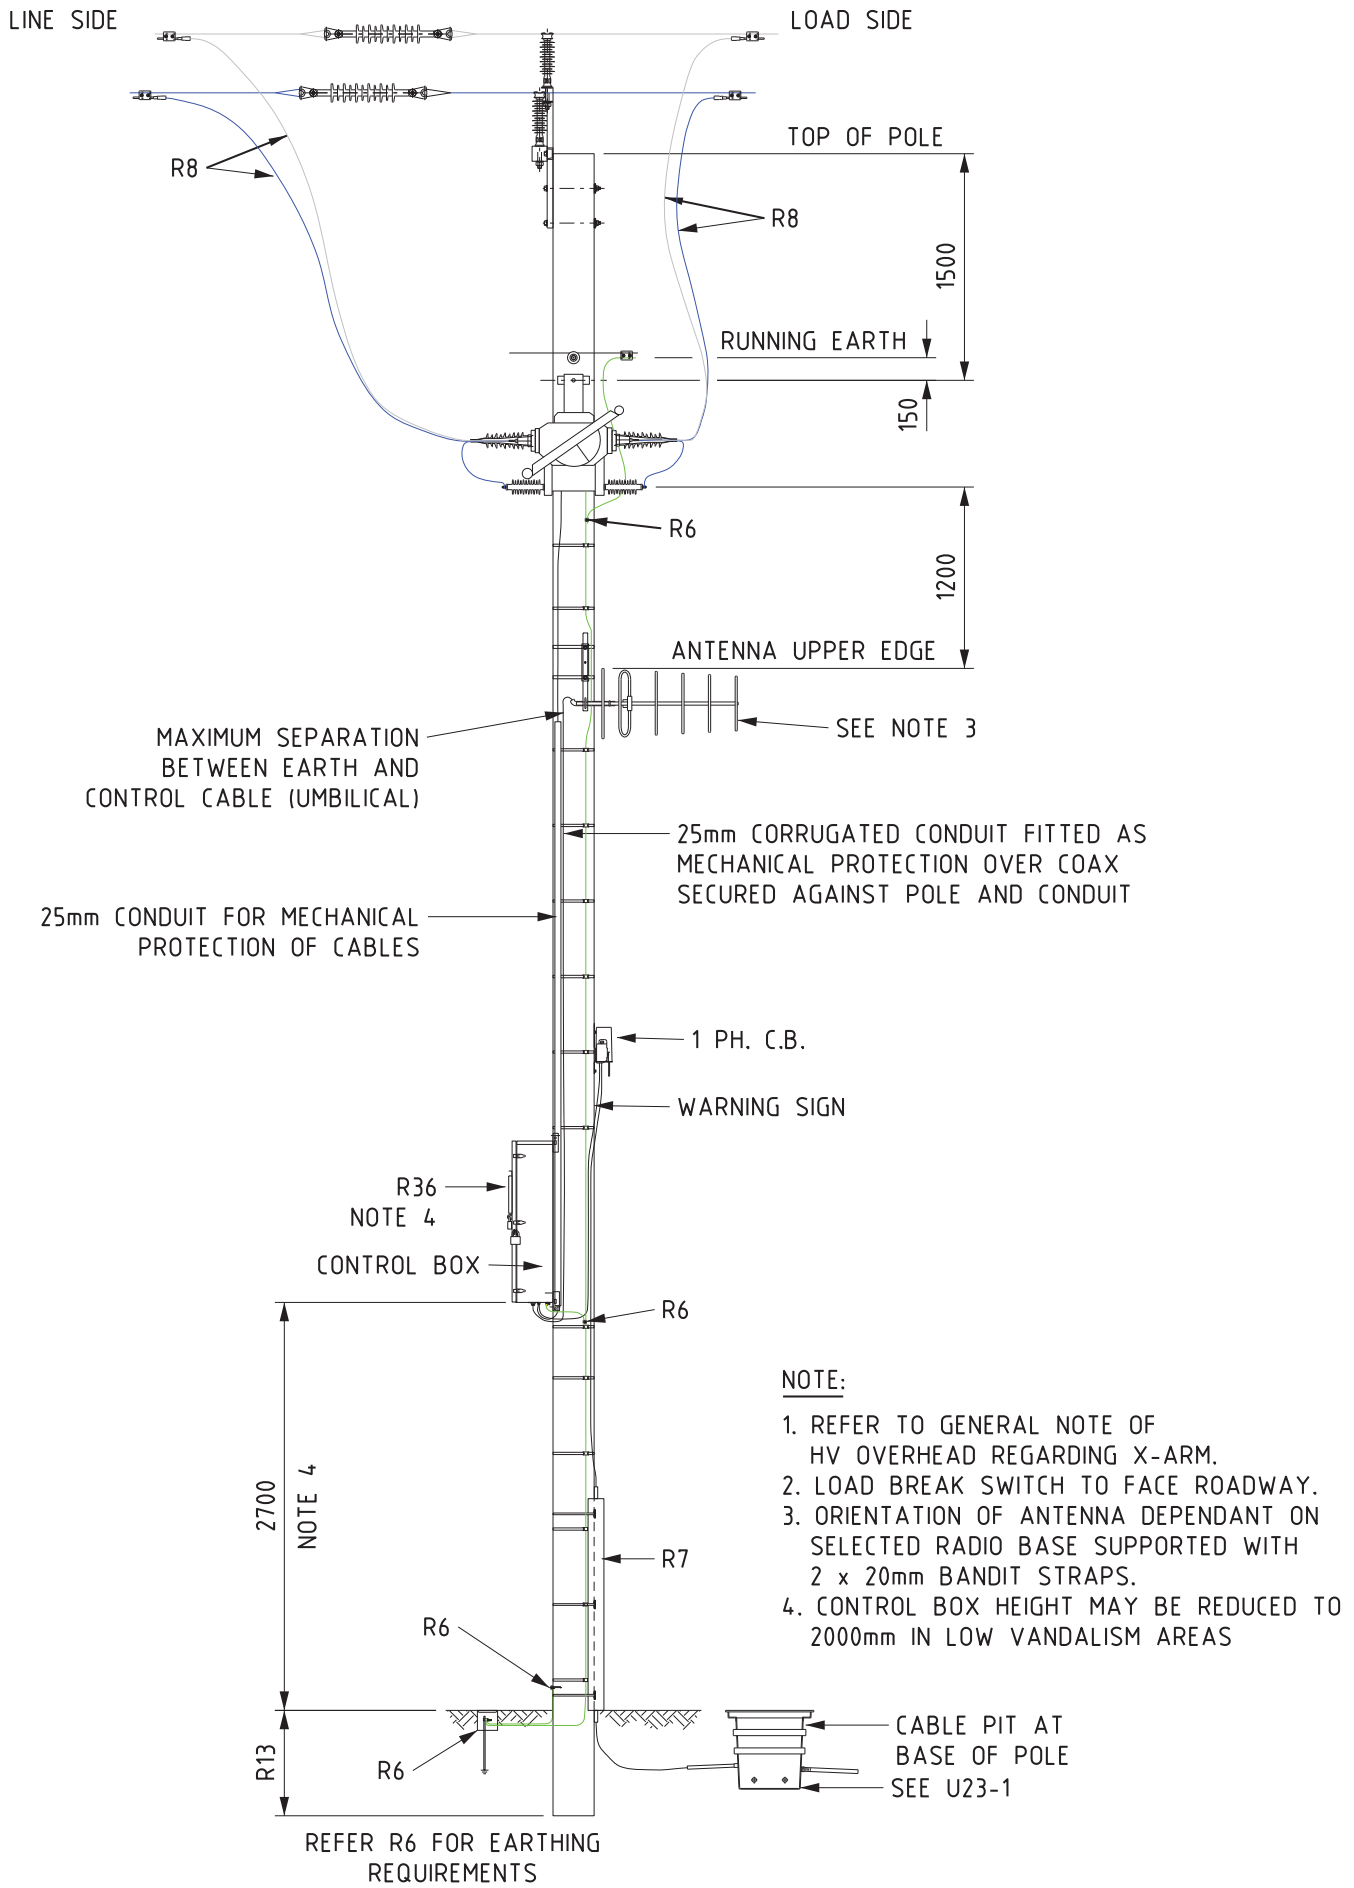 LINE SIDE
LOAD SIDE
TOP OF POLE
R8
R8
1500
RUNNING EARTH
150
R6
1200
ANTENNA UPPER EDGE
SEE NOTE 3
MAXIMUM SEPARATION
BETWEEN EARTH AND
CONTROL CABLE (UMBILICAL)
25mm CORRUGATED CONDUIT FITTED AS
MECHANICAL PROTECTION OVER COAX
SECURED AGAINST POLE AND CONDUIT
25mm CONDUIT FOR MECHANICAL
PROTECTION OF CABLES
1 PH. C.B.
WARNING SIGN
R36
NOTE 4
CONTROL BOX
R6
2700
NOTE 4
NOTE:
1. REFER TO GENERAL NOTE OF
HV OVERHEAD REGARDING X-ARM.
2. LOAD BREAK SWITCH TO FACE ROADWAY.
3. ORIENTATION OF ANTENNA DEPENDANT ON
SELECTED RADIO BASE SUPPORTED WITH
2 x 20mm BANDIT STRAPS.
4. CONTROL BOX HEIGHT MAY BE REDUCED TO
2000mm IN LOW VANDALISM AREAS
R7
R6
R13
R6
CABLE PIT AT
BASE OF POLE
SEE U23-1
REFER R6 FOR EARTHING
REQUIREMENTS